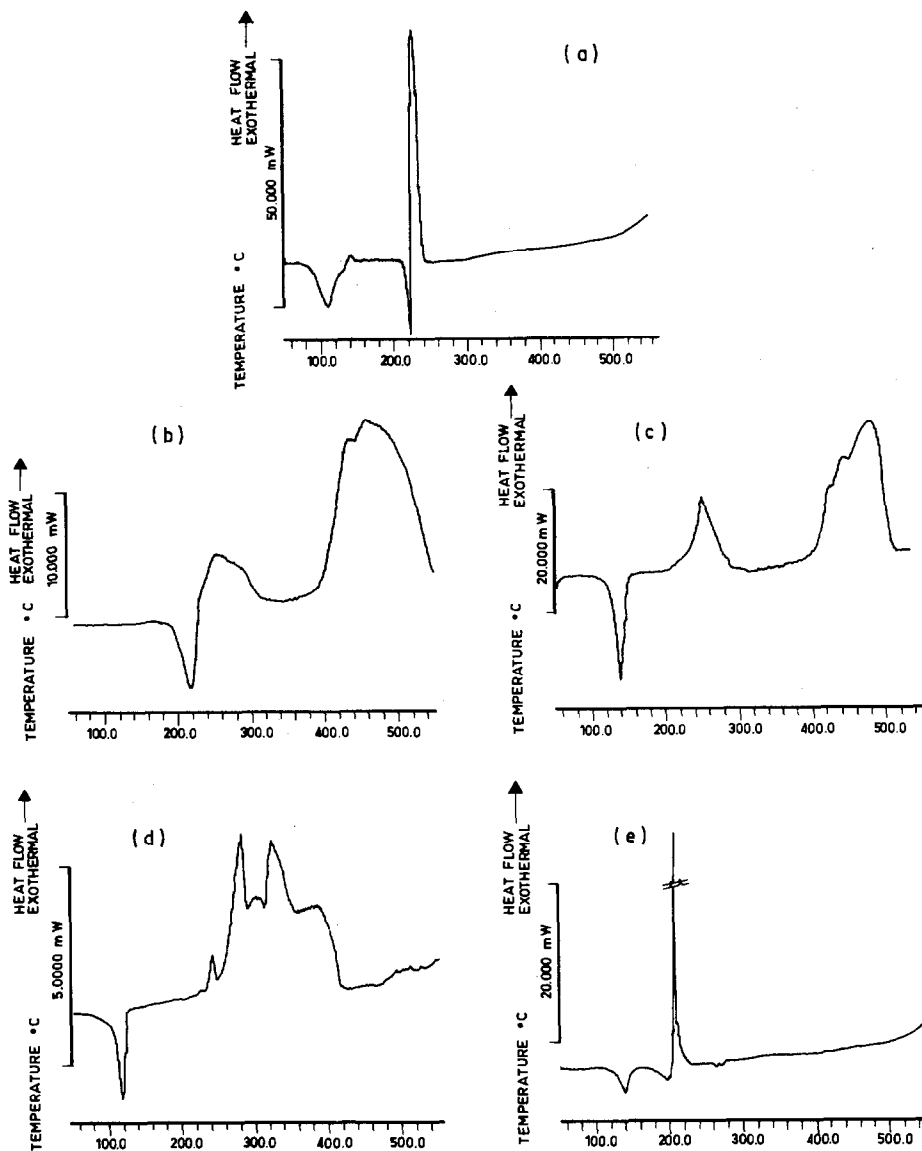 (a)
HEAT FLOW
EXOTHERMAL
50.000 mW
TEMPERATURE °C
100.0 200.0 300.0 400.0 500.0
(b)
HEAT FLOW
EXOTHERMAL
10.000 mW
TEMPERATURE °C
100.0 200.0 300.0 400.0 500.0
(c)
HEAT FLOW
EXOTHERMAL
20.000 mW
TEMPERATURE °C
100.0 200.0 300.0 400.0 500.0
(d)
HEAT FLOW
EXOTHERMAL
5.0000 mW
TEMPERATURE °C
100.0 200.0 300.0 400.0 500.0
(e)
HEAT FLOW
EXOTHERMAL
20.000 mW
TEMPERATURE °C
100.0 200.0 300.0 400.0 500.0